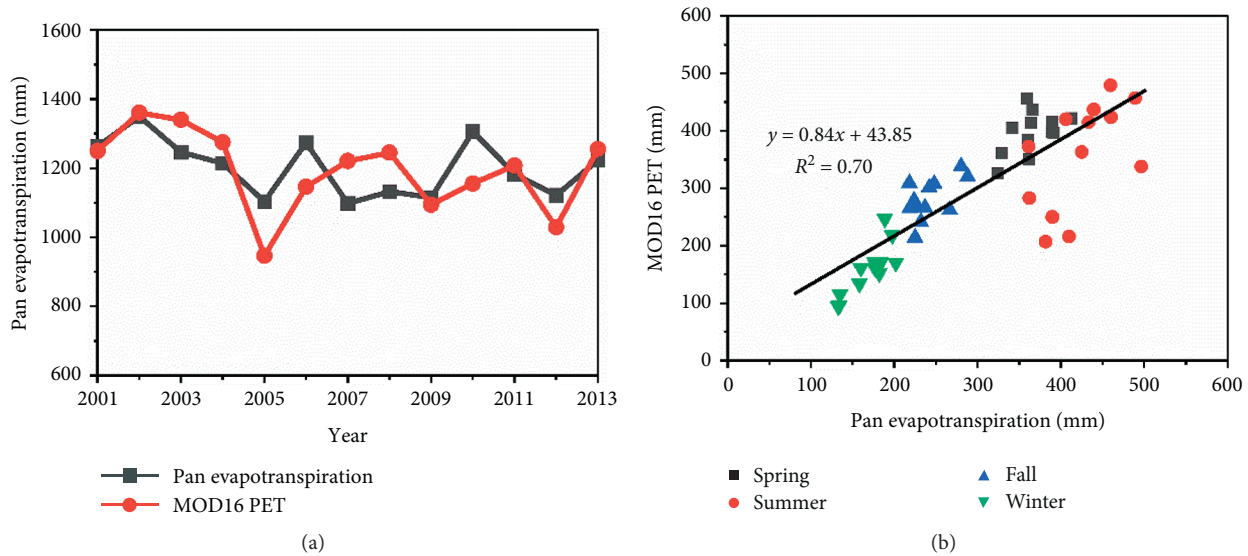 1600
1400
1200
1000
1200
600
Pan evapotranspiration (mm)
2001 2003 2005 2007 2009 2011 2013
Year
Pan evapotranspiration
MOD16 PET
(a)
600
500
400
300
200
100
0
MOD16 PET (mm)
y = 0.84x + 43.85
R² = 0.70
0 100 200 300 400 500 600
Pan evapotranspiration (mm)
Spring
Summer
Fall
Winter
(b)